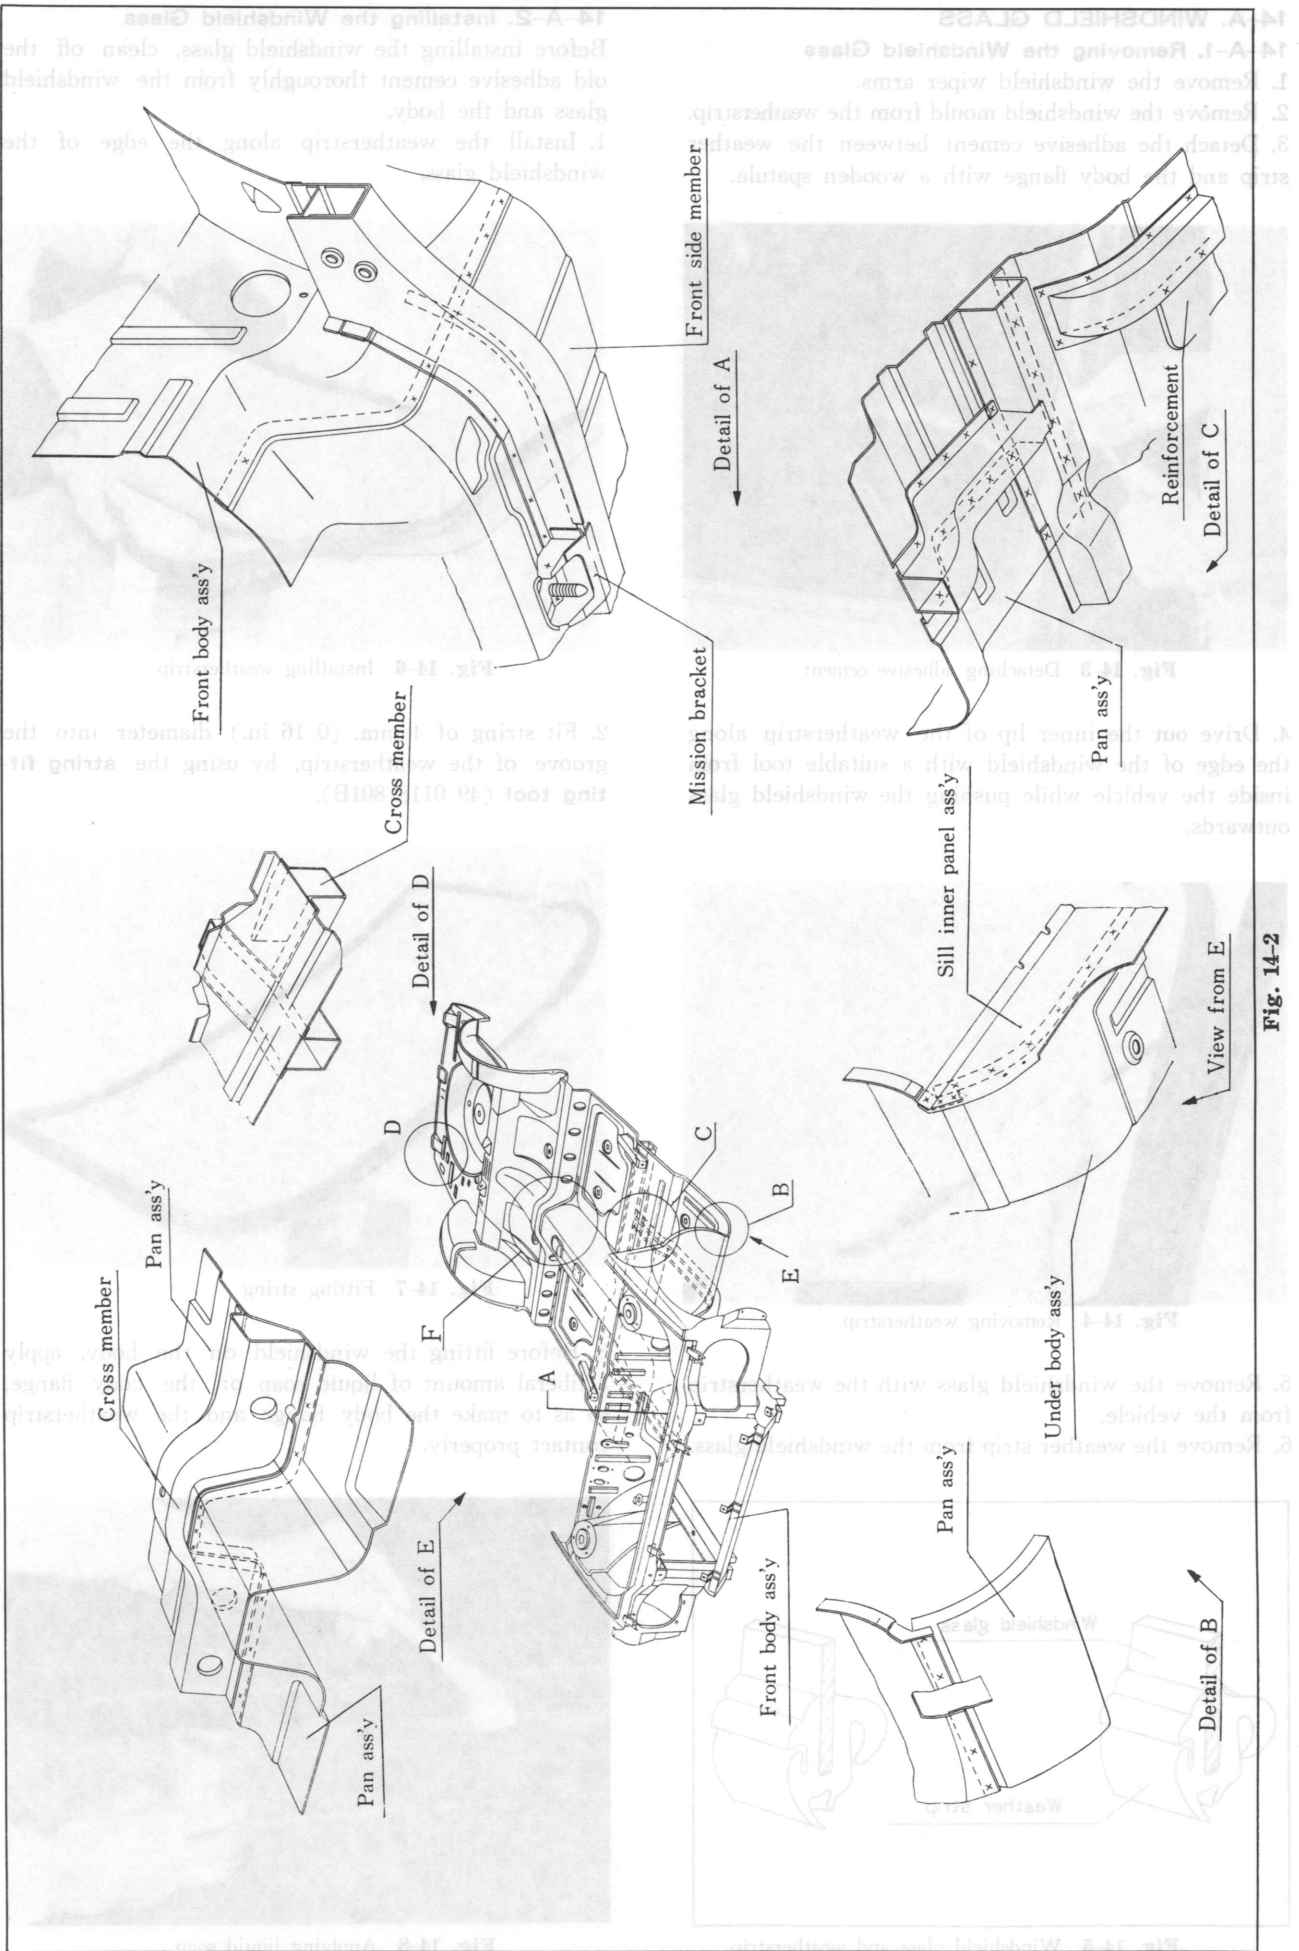 Cross member
Pan ass'y
Pan ass'y
Detail of E
Front body ass'y
Cross member
Detail of D
Front side member
Detail of A
Mission bracket
A
F
D
C
B
E
Front body ass'y
Pan ass'y
Detail of B
Under body ass'y
Sill inner panel ass'y
View from E
Pan ass'y
Reinforcement
Detail of C
Fig. 14-2
14-A. WINDSHIELD GLASS
14-A-1. Removing the Windshield Glass
1. Remove the windshield wiper arms.
2. Remove the windshield mould from the weatherstrip.
3. Detach the adhesive cement between the weather
strip and the body flange with a wooden spatula.
Fig. 14-3 Detaching adhesive cement
4. Drive out the inner lip of the weatherstrip along
the edge of the windshield with a suitable tool from
inside the vehicle while pushing the windshield glass
outwards.
Fig. 14-4 Removing weatherstrip
5. Remove the windshield glass with the weatherstrip
from the vehicle.
6. Remove the weather strip from the windshield glass.
Windshield glass
Weather strip
Fig. 14-5 Windshield glass and weatherstrip
14-A-2. Installing the Windshield Glass
Before installing the windshield glass, clean off the
old adhesive cement thoroughly from the windshield
glass and the body.
1. Install the weatherstrip along the edge of the
windshield glass.
Fig. 14-6 Installing weatherstrip
2. Fit string of mm. (0.16 in.) diameter into the
groove of the weatherstrip, by using the string fit-
ting tool (49 801B).
Fig. 14-7 Fitting string
Before fitting the windshield on the body, apply
liberal amount of liquid soap on the body flange,
as to make the body flange and the weatherstrip
contact properly.
Fig. 14-8 Applying liquid soap